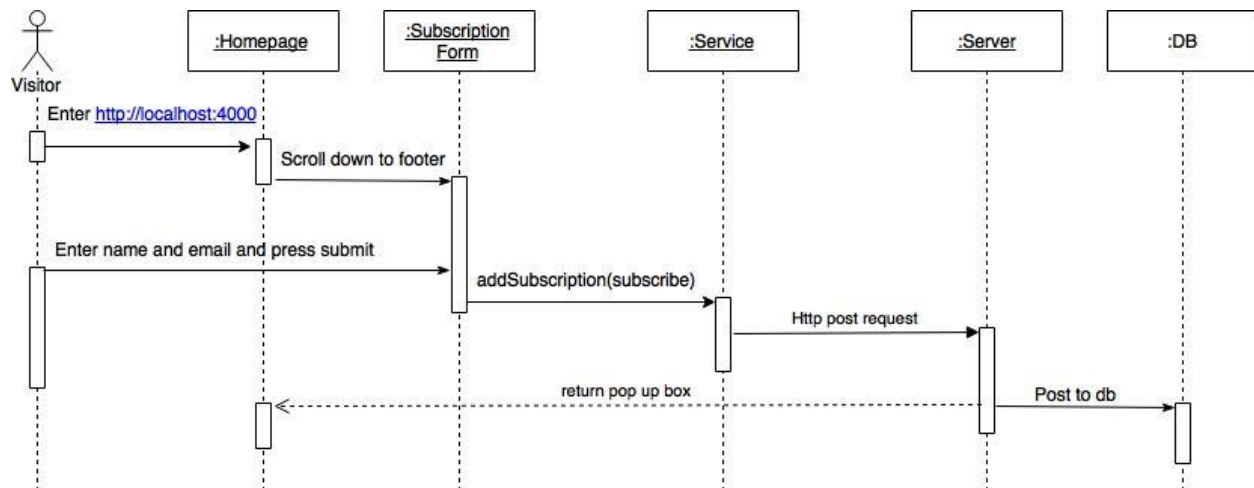 :Homepage
:Subscription
Form
:Service
:Server
:DB
Visitor
Enter http://localhost:4000
Scroll down to footer
Enter name and email and press submit
addSubscription(subscribe)
Http post request
return pop up box
Post to db